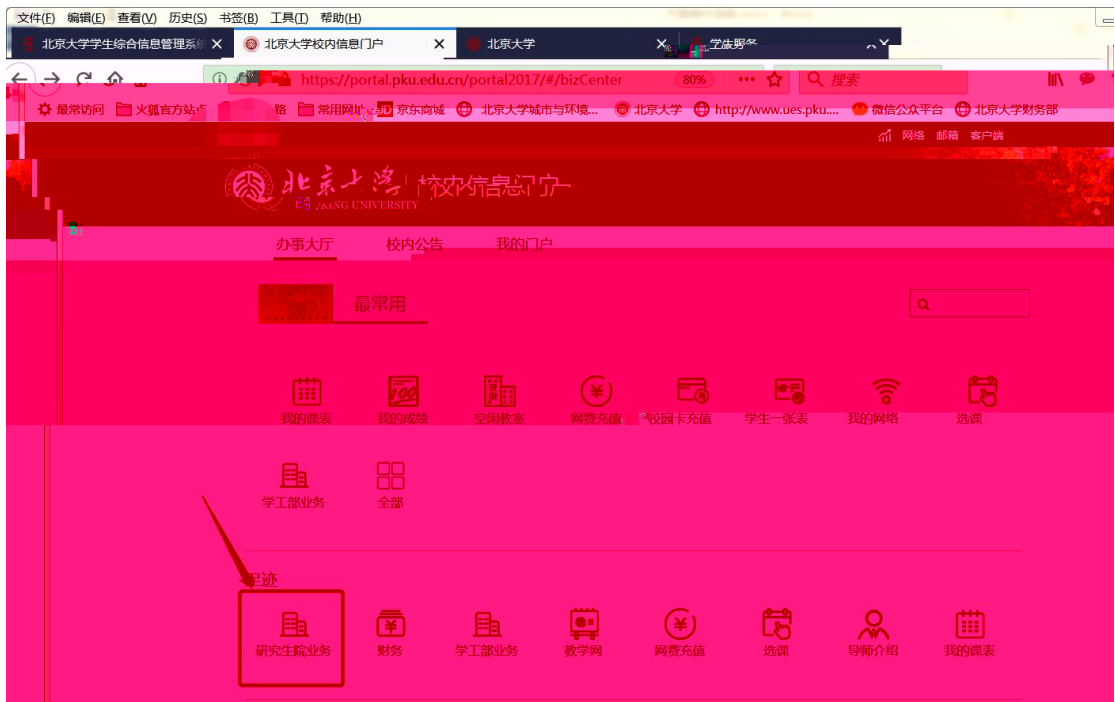 文件(F) 编辑(E) 查看(V) 历史(S) 书签(B) 工具(T) 帮助(H)
北京大学学生综合信息管理系统 北京大学校内信息门户 北京大学
https://portal.pku.edu.cn/portal2017/#/bizCenter 80% 搜索
最常访问 火狐官方站点 常用网址 JD 京东商城 北京大学城市与环境... 北京大学 http://www.ues.pku.... 微信公众平台 北京大学财务部
网络 邮箱 客户端
北京大学 校内信息门户
UNIVERSITY
办事大厅 校内公告 我的门户
最常用
我的课表 我的成绩 空闲教室 网费充值 校园卡充值 学生一张表 我的网络 选课
学工部业务 全部
足迹
研究生院业务 财务 学工部业务 教学网 网费充值 选课 导师介绍 我的课表